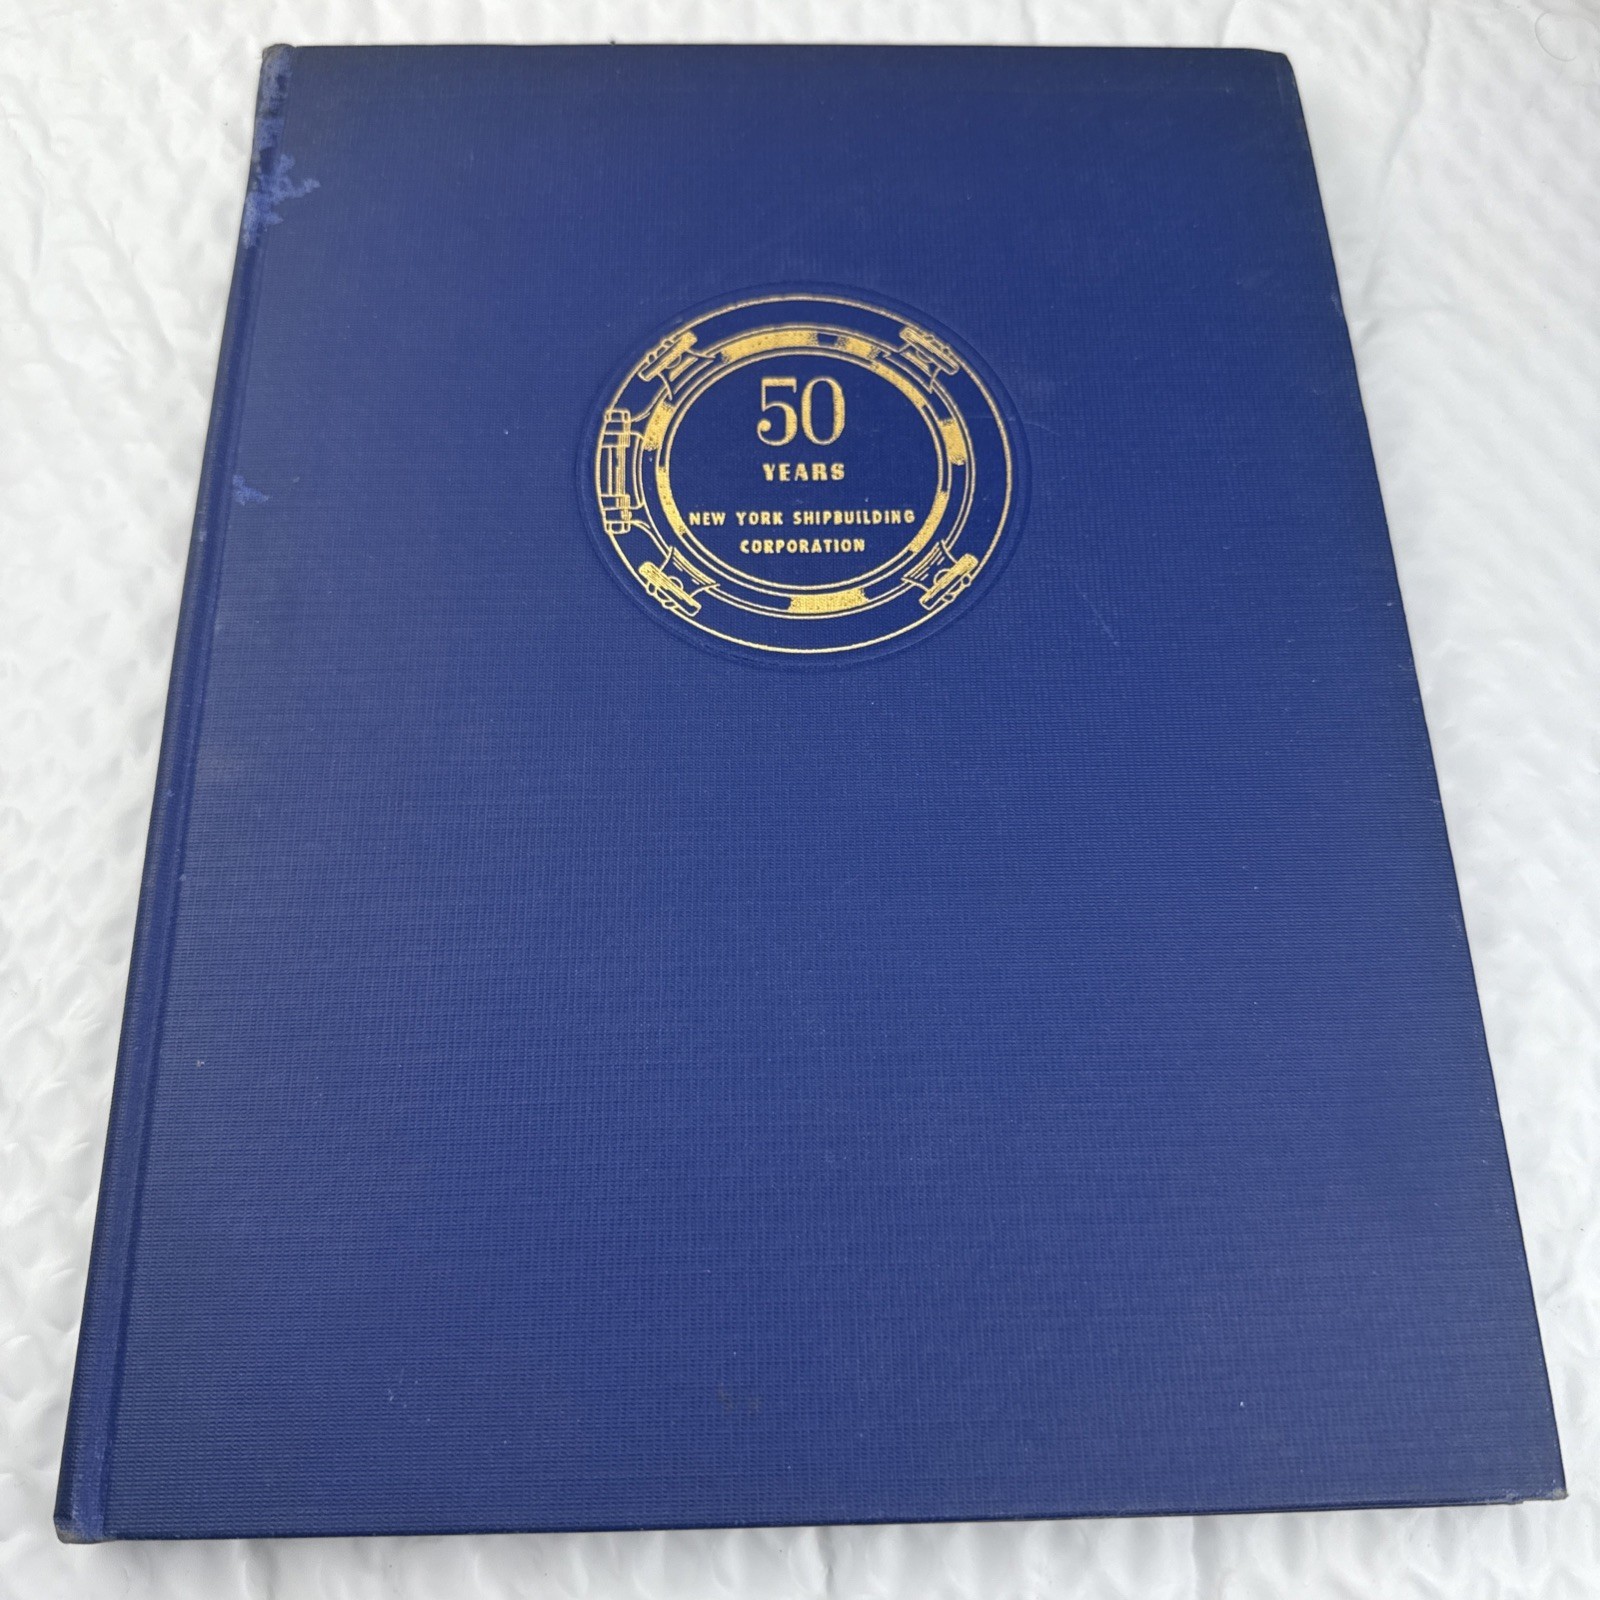 50
YEARS
NEW YORK SHIPBUILDING
CORPORATION